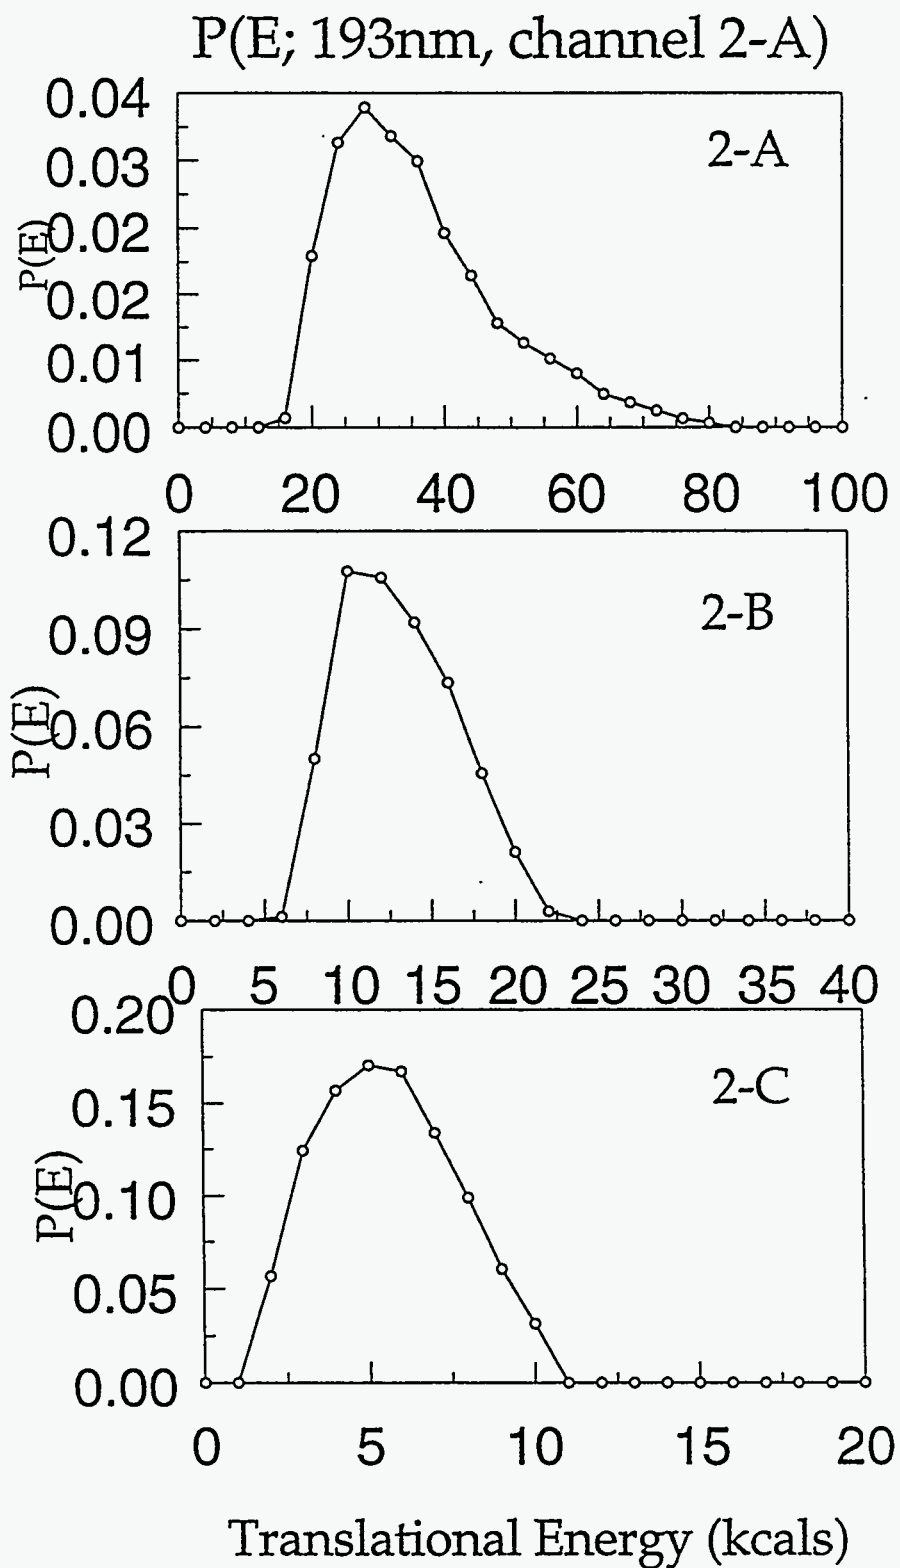 P(E; 193nm, channel 2-A)
0.04
2-A
0.03
0.02
P(E)
0.02
0.01
0.00
0 20 40 60 80 100
0.12
2-B
0.09
P(E)
0.06
0.03
0.00
0 5 10 15 20 25 30 35 40
0.20
2-C
0.15
P(E)
0.10
0.05
0.00
0 5 10 15 20
Translational Energy (kcals)